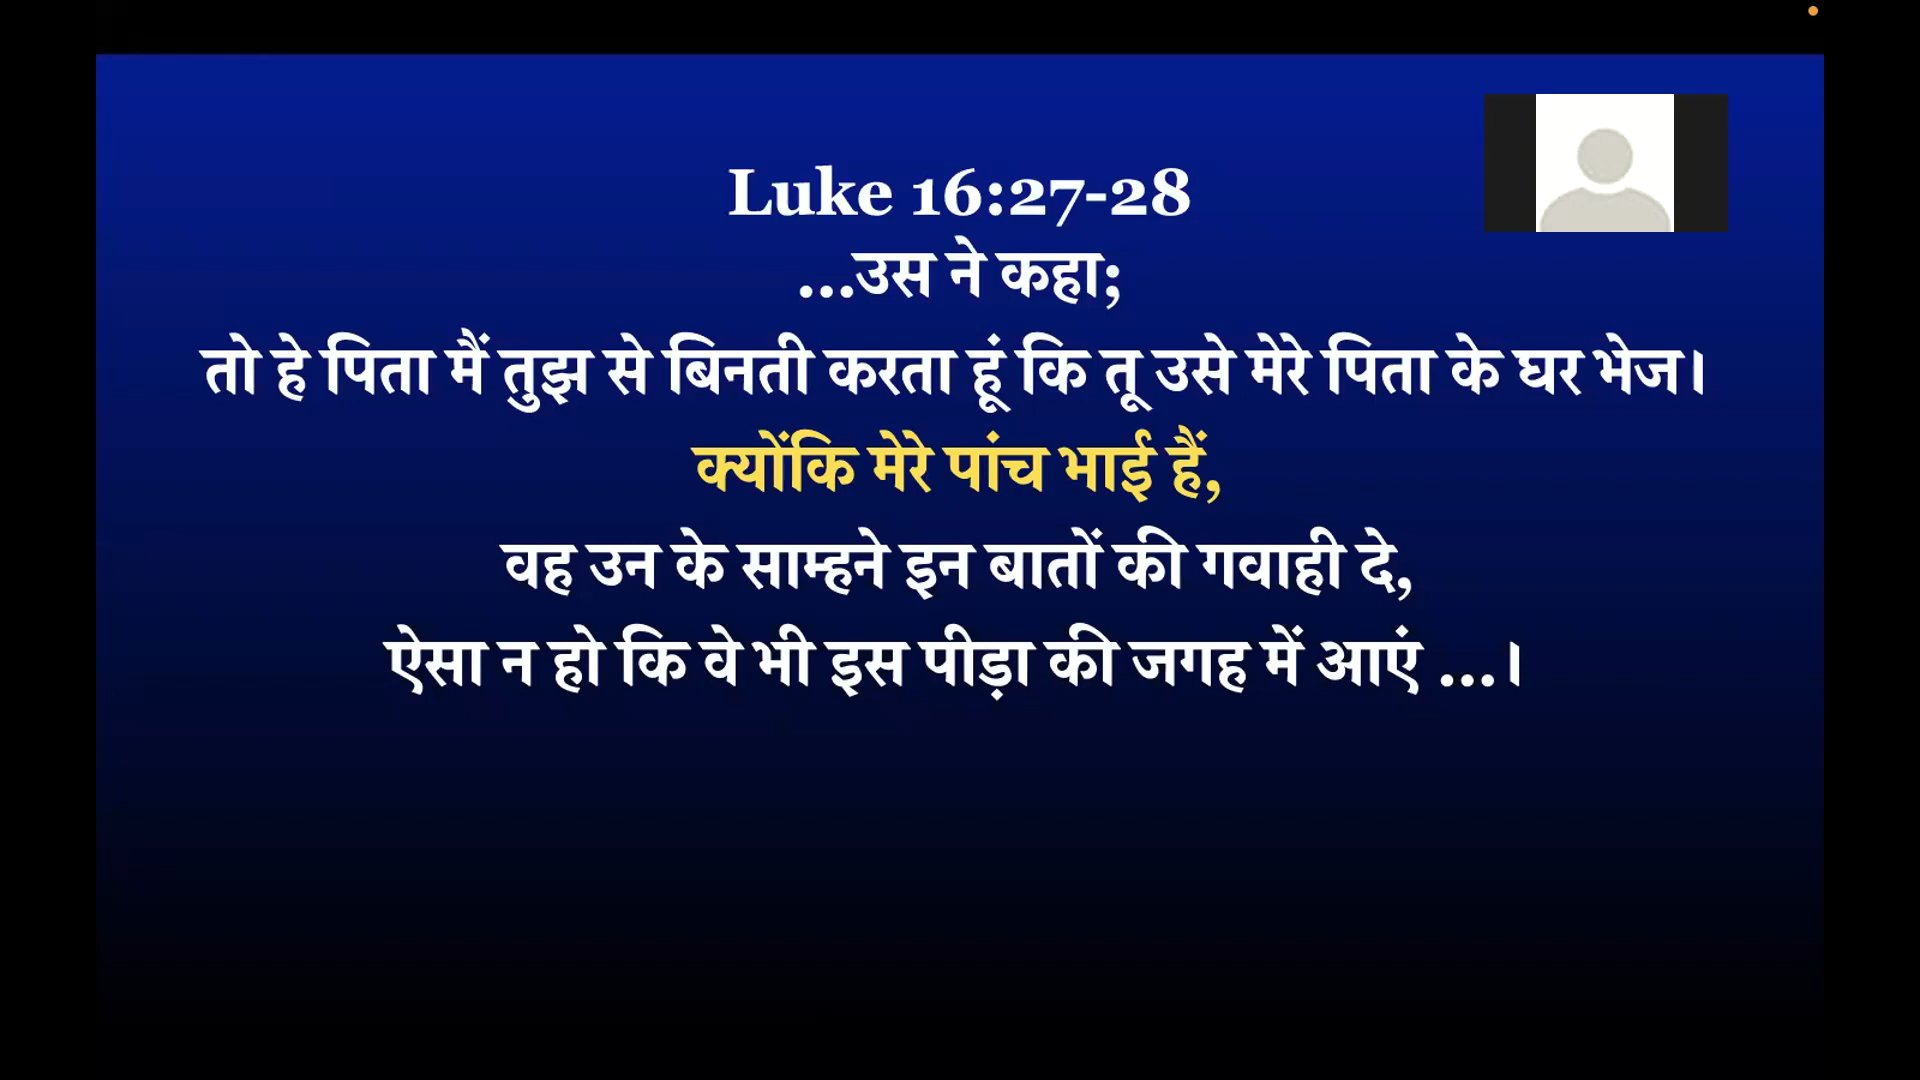 Luke 16:27-28
...उस ने कहा;
तो हे पिता मैं तुझ से बिनती करता हूं कि तू उसे मेरे पिता के घर भेज।
क्योंकि मेरे पांच भाई हैं,
वह उन के साम्हने इन बातों की गवाही दे,
ऐसा न हो कि वे भी इस पीड़ा की जगह में आएं ...।